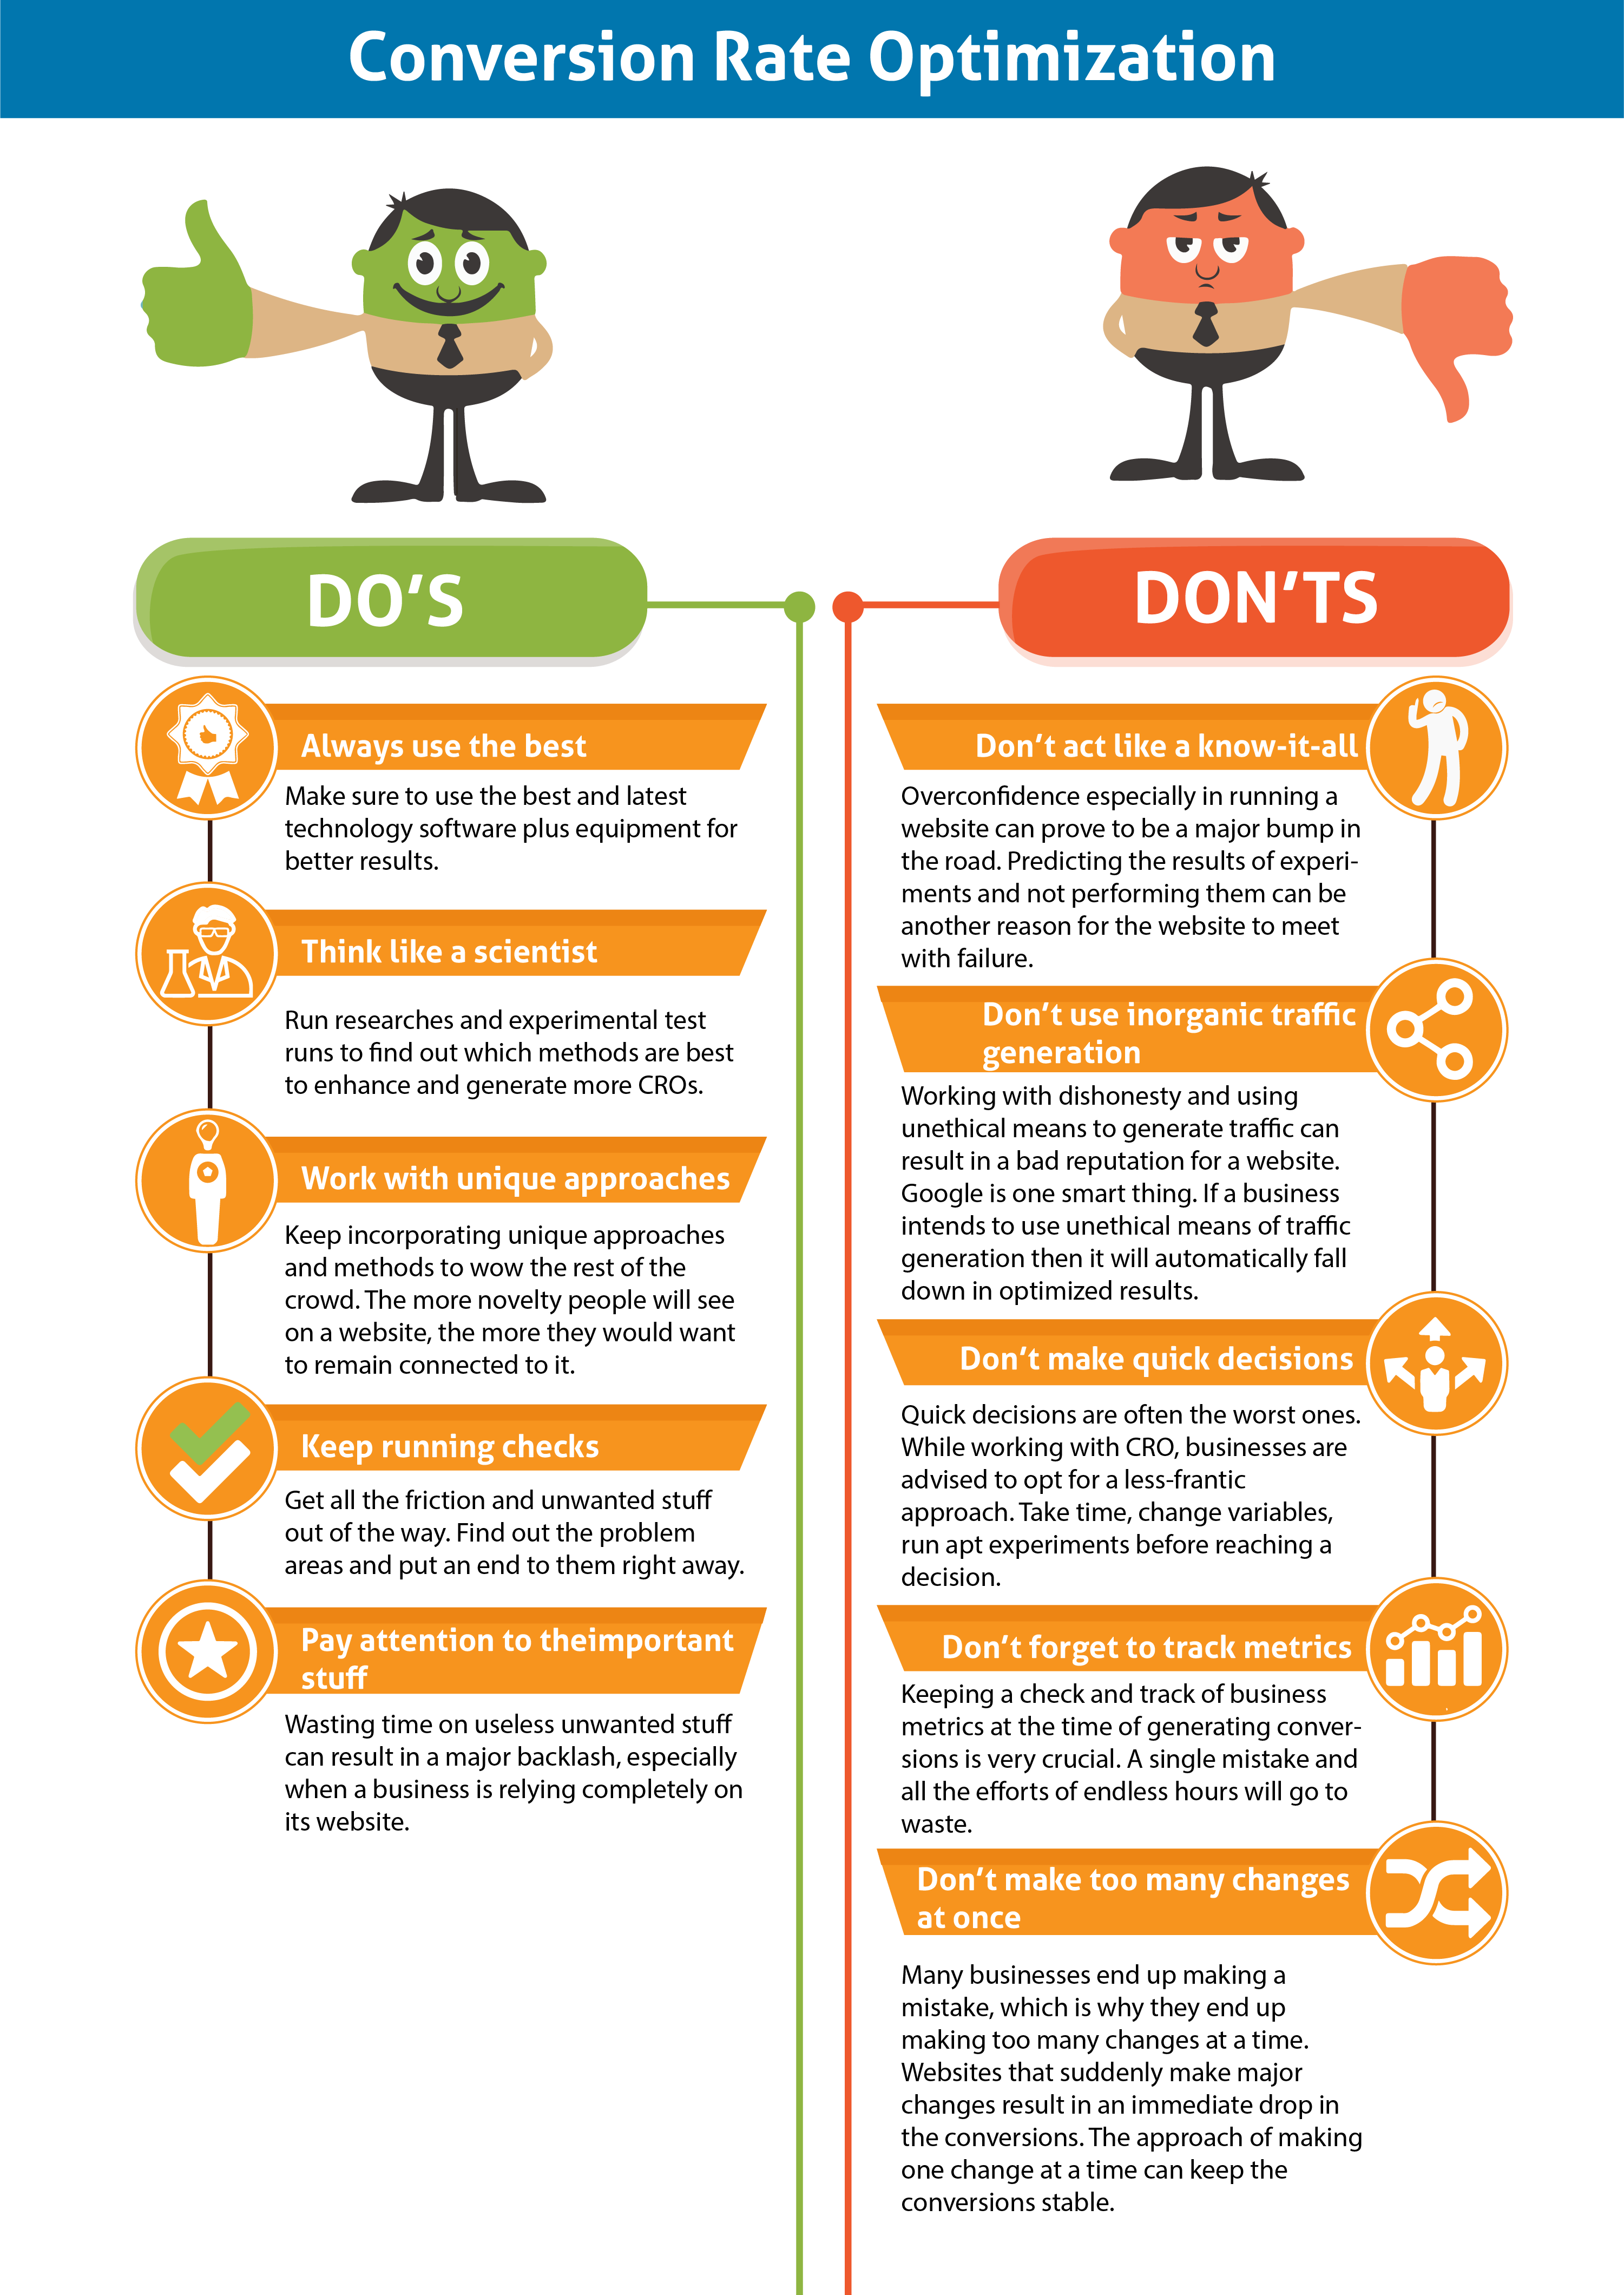 Conversion Rate Optimization
DO'S
Always use the best
Make sure to use the best and latest
technology software plus equipment for
better results.
Think like a scientist
Run researches and experimental test
runs to find out which methods are best
to enhance and generate more CROs.
Work with unique approaches
Keep incorporating unique approaches
and methods to wow the rest of the
crowd. The more novelty people will see
on a website, the more they would want
to remain connected to it.
Keep running checks
Get all the friction and unwanted stuff
out of the way. Find out the problem
areas and put an end to them right away.
Pay attention to theimportant
stuff
Wasting time on useless unwanted stuff
can result in a major backlash, especially
when a business is relying completely on
its website.
DON'TS
Don't act like a know-it-all
Overconfidence especially in running a
website can prove to be a major bump in
the road. Predicting the results of experi-
ments and not performing them can be
another reason for the website to meet
with failure.
Don't use inorganic traffic
generation
Working with dishonesty and using
unethical means to generate traffic can
result in a bad reputation for a website.
Google is one smart thing. If a business
intends to use unethical means of traffic
generation then it will automatically fall
down in optimized results.
Don't make quick decisions
Quick decisions are often the worst ones.
While working with CRO, businesses are
advised to opt for a less-frantic
approach. Take time, change variables,
run apt experiments before reaching a
decision.
Don't forget to track metrics
Keeping a check and track of business
metrics at the time of generating conver-
sions is very crucial. A single mistake and
all the efforts of endless hours will go to
waste.
Don't make too many changes
at once
Many businesses end up making a
mistake, which is why they end up
making too many changes at a time.
Websites that suddenly make major
changes result in an immediate drop in
the conversions. The approach of making
one change at a time can keep the
conversions stable.